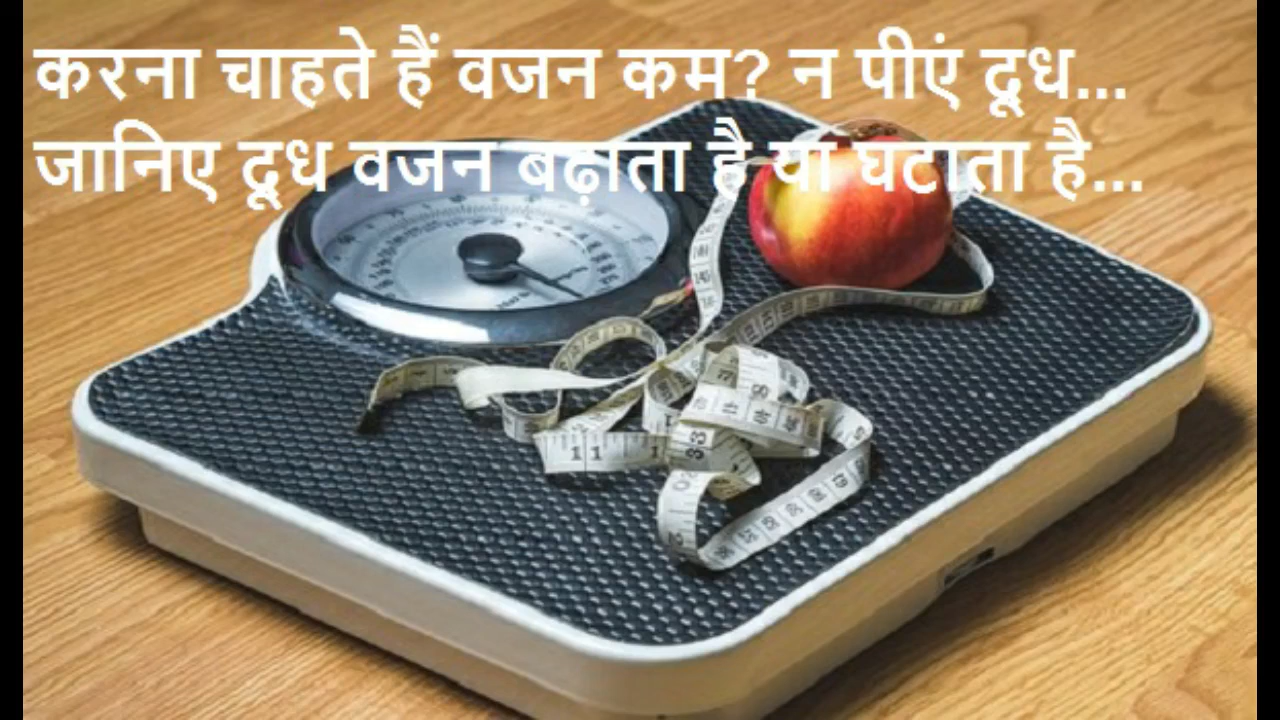 करना चाहते हैं वजन कम? न पीएं दूध...
जानिए दूध वजन बढ़ाता है या घटाता है...